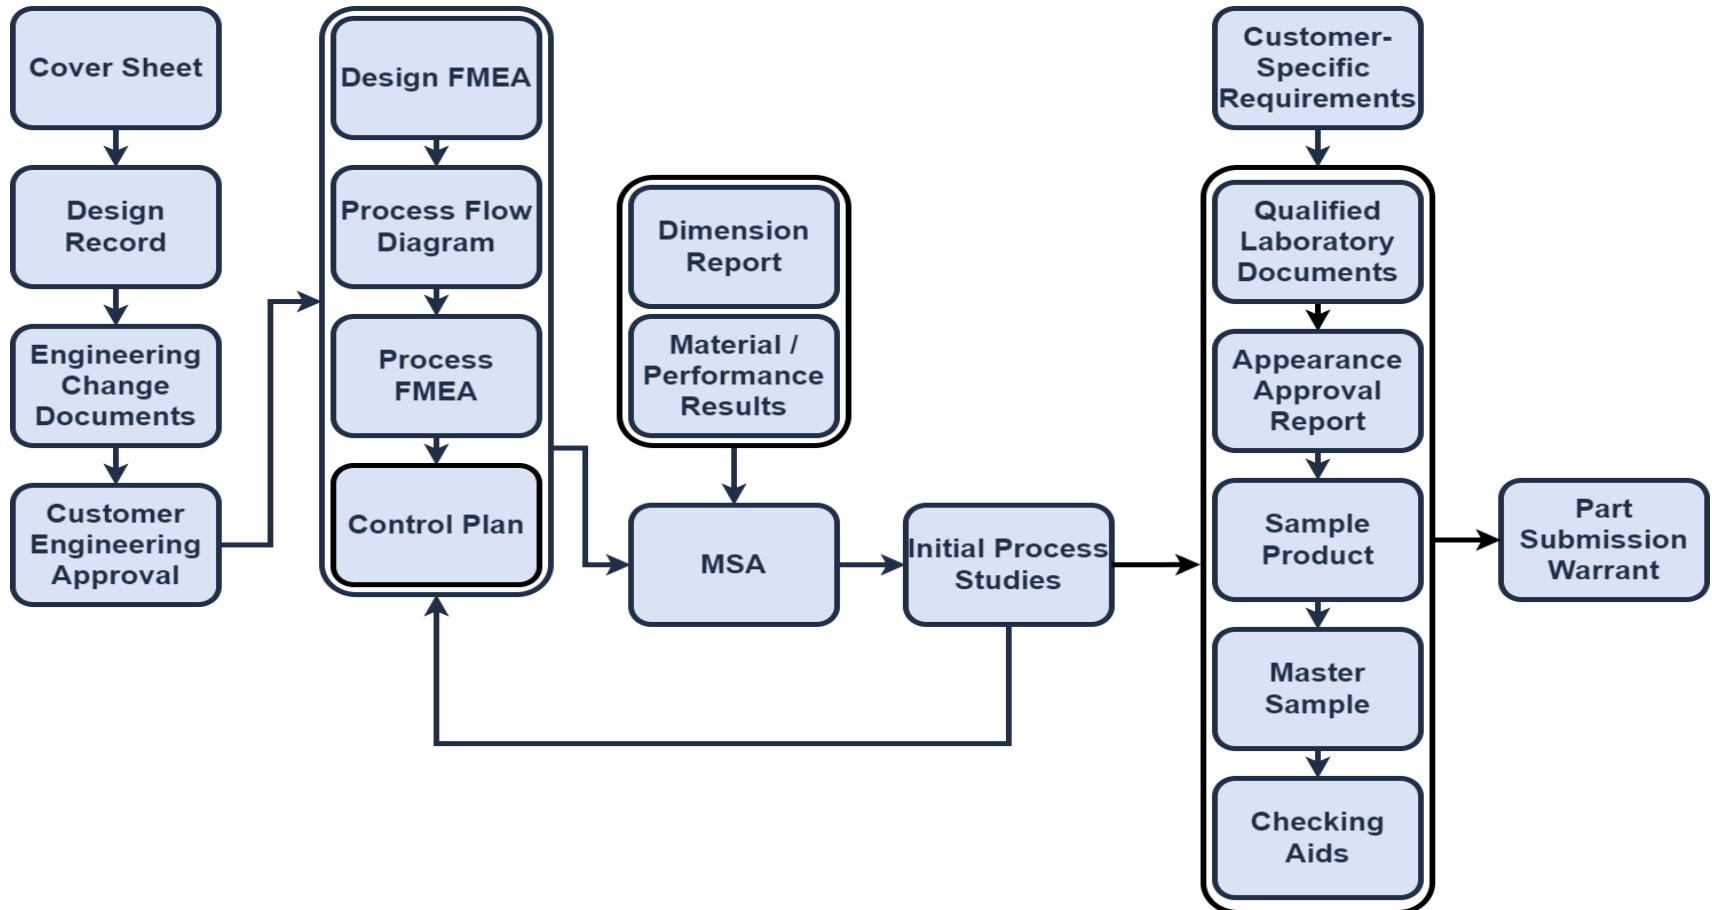 Cover Sheet
Design
Record
Engineering
Change
Documents
Customer
Engineering
Approval
Design FMEA
Process Flow
Diagram
Process
FMEA
Control Plan
Dimension
Report
Material /
Performance
Results
MSA
Initial Process
Studies
Customer-
Specific
Requirements
Qualified
Laboratory
Documents
Appearance
Approval
Report
Sample
Product
Master
Sample
Checking
Aids
Part
Submission
Warrant